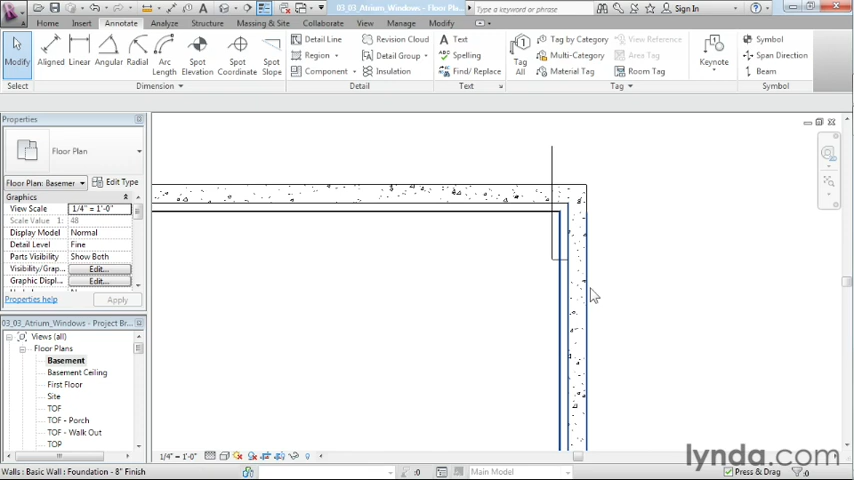 03_03_Atrium_Windows - Floor Pla...
Type a keyword or phrase
Sign In
Home Insert Annotate Analyze Structure Massing & Site Collaborate View Manage Modify
Modify Aligned Linear Angular Radial Arc Length Spot Elevation Spot Coordinate Spot Slope
Detail Line Revision Cloud
Region Detail Group
Component Insulation
Text
Spelling
Find/ Replace
Tag All
Tag by Category View Reference
Multi-Category Area Tag
Material Tag Room Tag
Keynote
Symbol
Span Direction
Beam
Select Dimension Detail Text Tag Symbol
Properties
Floor Plan
Floor Plan: Basemer Edit Type
Graphics
View Scale 1/4" = 1'-0"
Scale Value 1: 48
Display Model Normal
Detail Level Fine
Parts Visibility Show Both
Visibility/Grap... Edit...
Graphic Displ... Edit...
Properties help Apply
03_03_Atrium_Windows - Project Br...
Views (all)
Floor Plans
Basement
Basement Ceiling
First Floor
Site
TOF
TOF - Porch
TOF - Walk Out
TOP
1/4" = 1'-0"
lynda.com
Walls : Basic Wall : Foundation - 8" Finish
:0
Main Model
Press & Drag
:0